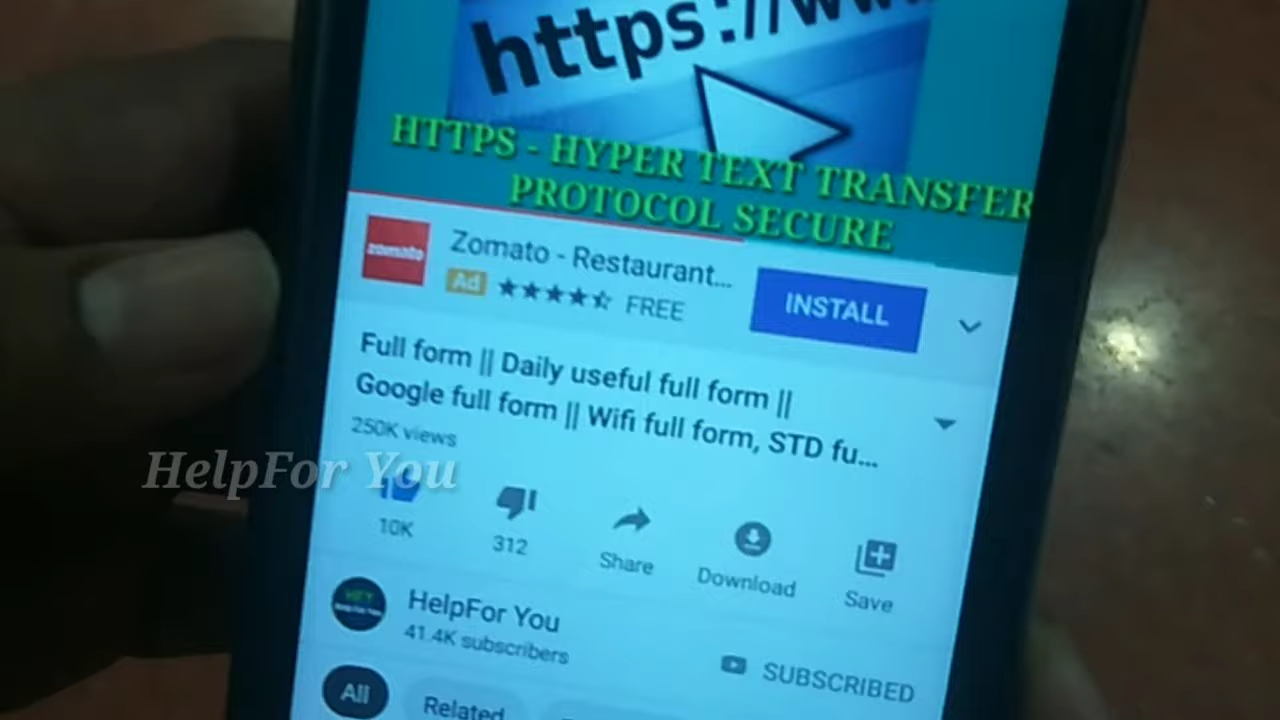 https://www.
HTTPS - HYPER TEXT TRANSFER
PROTOCOL SECURE
zomato
Zomato - Restaurant...
Ad FREE
INSTALL
Full form || Daily useful full form ||
Google full form || Wifi full form, STD fu...
250K views
HelpFor You
10K
312
Share
Download
Save
HelpFor You
41.4K subscribers
SUBSCRIBED
All
Related